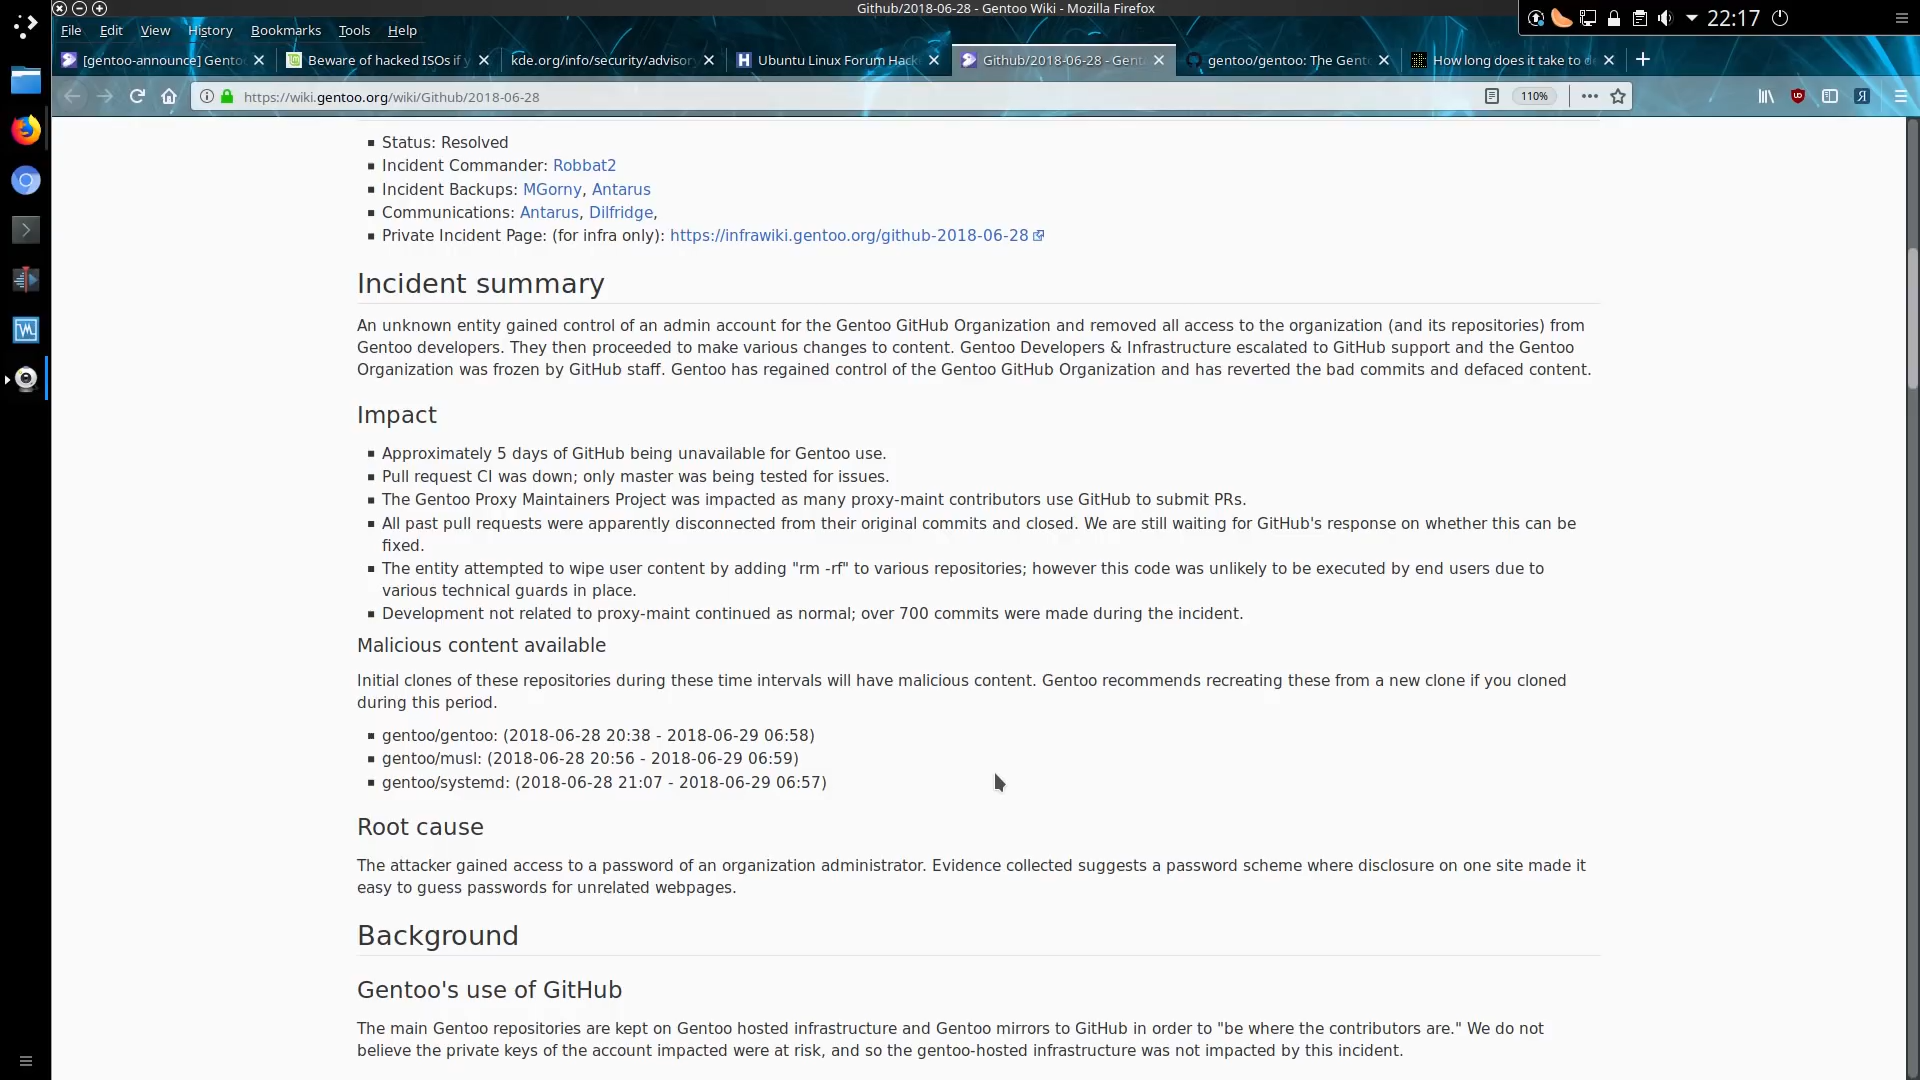 Github/2018-06-28 - Gentoo Wiki - Mozilla Firefox
22:17
File Edit View History Bookmarks Tools Help
[gentoo-announce] Gento
Beware of hacked ISOs if y
kde.org/info/security/advisor
Ubuntu Linux Forum Hack
Github/2018-06-28 - Gent
gentoo/gentoo: The Gent
How long does it take to d
https://wiki.gentoo.org/wiki/Github/2018-06-28
110%
Status: Resolved
Incident Commander: Robbat2
Incident Backups: MGorny, Antarus
Communications: Antarus, Dilfridge,
Private Incident Page: (for infra only): https://infrawiki.gentoo.org/github-2018-06-28
Incident summary
An unknown entity gained control of an admin account for the Gentoo GitHub Organization and removed all access to the organization (and its repositories) from
Gentoo developers. They then proceeded to make various changes to content. Gentoo Developers & Infrastructure escalated to GitHub support and the Gentoo
Organization was frozen by GitHub staff. Gentoo has regained control of the Gentoo GitHub Organization and has reverted the bad commits and defaced content.
Impact
Approximately 5 days of GitHub being unavailable for Gentoo use.
Pull request CI was down; only master was being tested for issues.
The Gentoo Proxy Maintainers Project was impacted as many proxy-maint contributors use GitHub to submit PRs.
All past pull requests were apparently disconnected from their original commits and closed. We are still waiting for GitHub's response on whether this can be
fixed.
The entity attempted to wipe user content by adding "rm -rf" to various repositories; however this code was unlikely to be executed by end users due to
various technical guards in place.
Development not related to proxy-maint continued as normal; over 700 commits were made during the incident.
Malicious content available
Initial clones of these repositories during these time intervals will have malicious content. Gentoo recommends recreating these from a new clone if you cloned
during this period.
gentoo/gentoo: (2018-06-28 20:38 - 2018-06-29 06:58)
gentoo/musl: (2018-06-28 20:56 - 2018-06-29 06:59)
gentoo/systemd: (2018-06-28 21:07 - 2018-06-29 06:57)
Root cause
The attacker gained access to a password of an organization administrator. Evidence collected suggests a password scheme where disclosure on one site made it
easy to guess passwords for unrelated webpages.
Background
Gentoo's use of GitHub
The main Gentoo repositories are kept on Gentoo hosted infrastructure and Gentoo mirrors to GitHub in order to "be where the contributors are." We do not
believe the private keys of the account impacted were at risk, and so the gentoo-hosted infrastructure was not impacted by this incident.